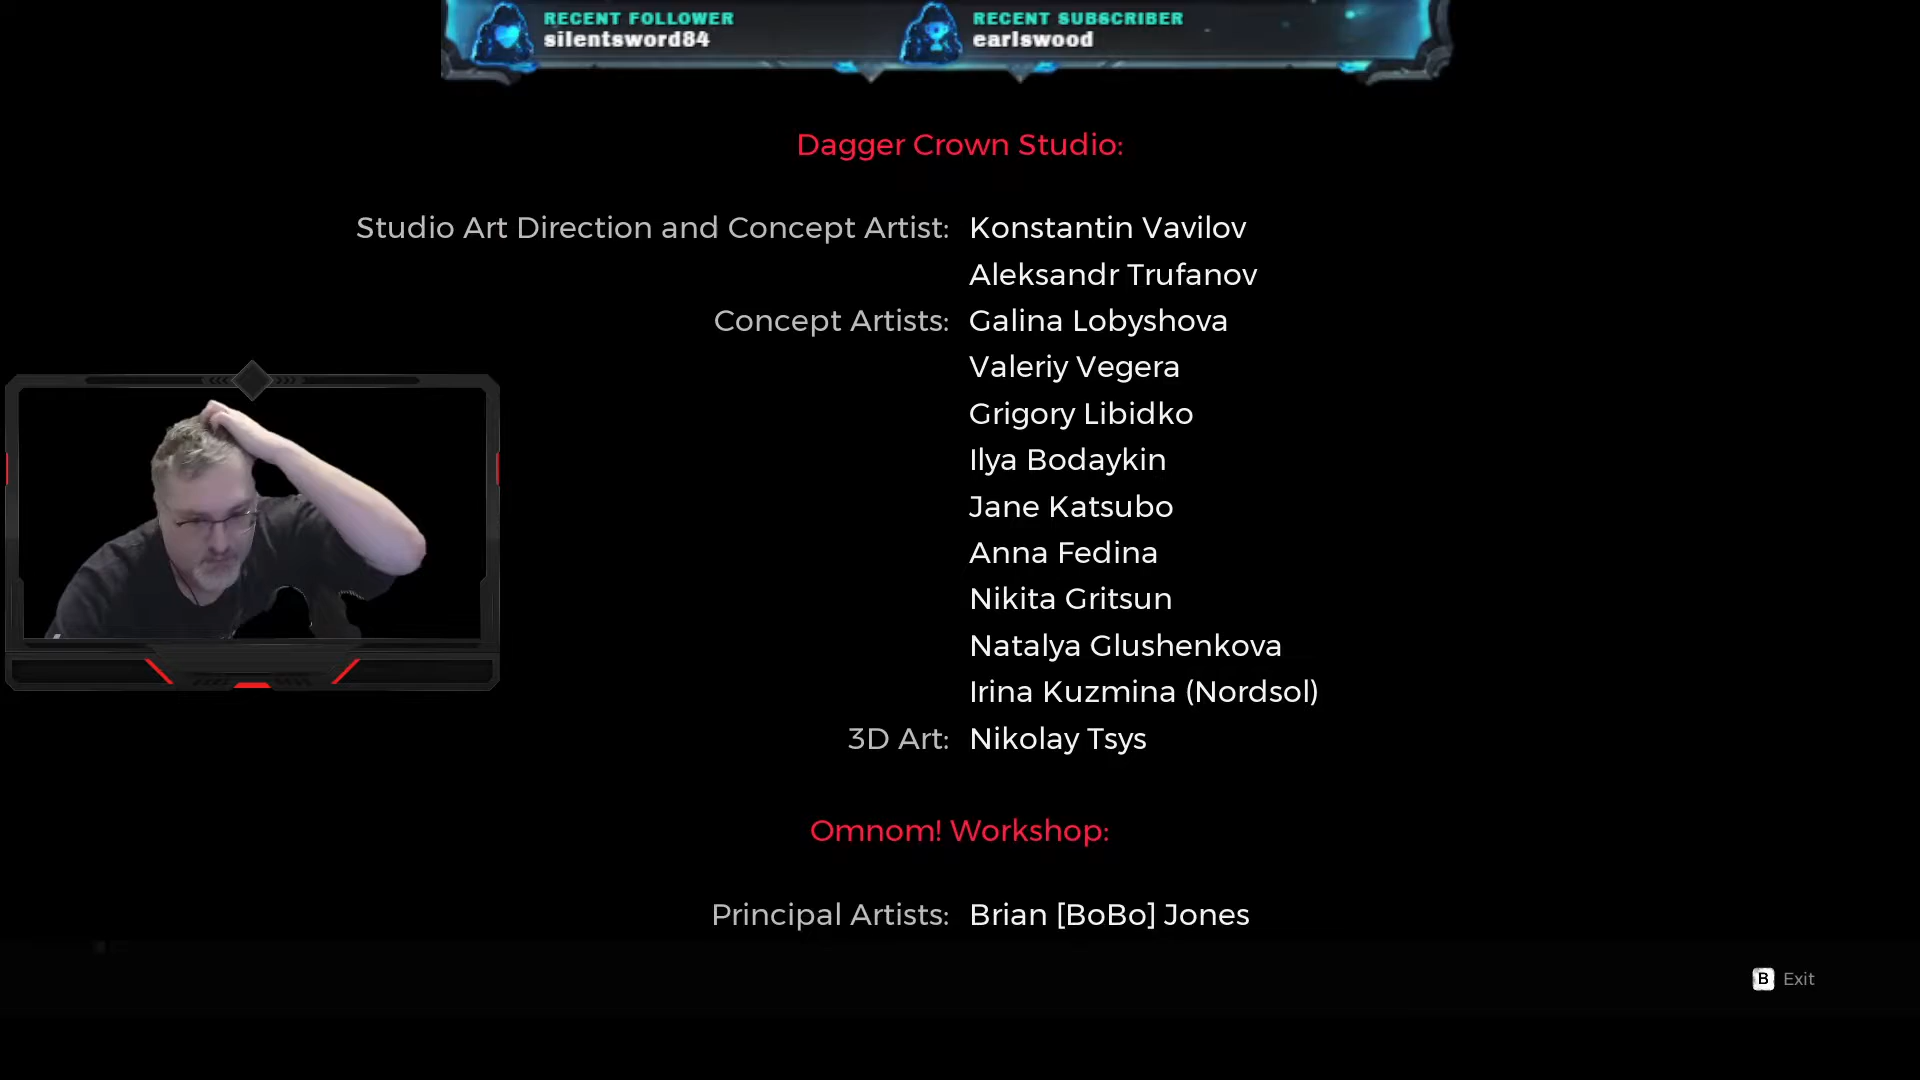 RECENT FOLLOWER
silentsword84
RECENT SUBSCRIBER
earlswood
Dagger Crown Studio:
Studio Art Direction and Concept Artist: Konstantin Vavilov
Aleksandr Trufanov
Concept Artists: Galina Lobyshova
Valeriy Vegera
Grigory Libidko
Ilya Bodaykin
Jane Katsubo
Anna Fedina
Nikita Gritsun
Natalya Glushenkova
Irina Kuzmina (Nordsol)
3D Art: Nikolay Tsys
Omnom! Workshop:
Principal Artists: Brian [BoBo] Jones
B Exit